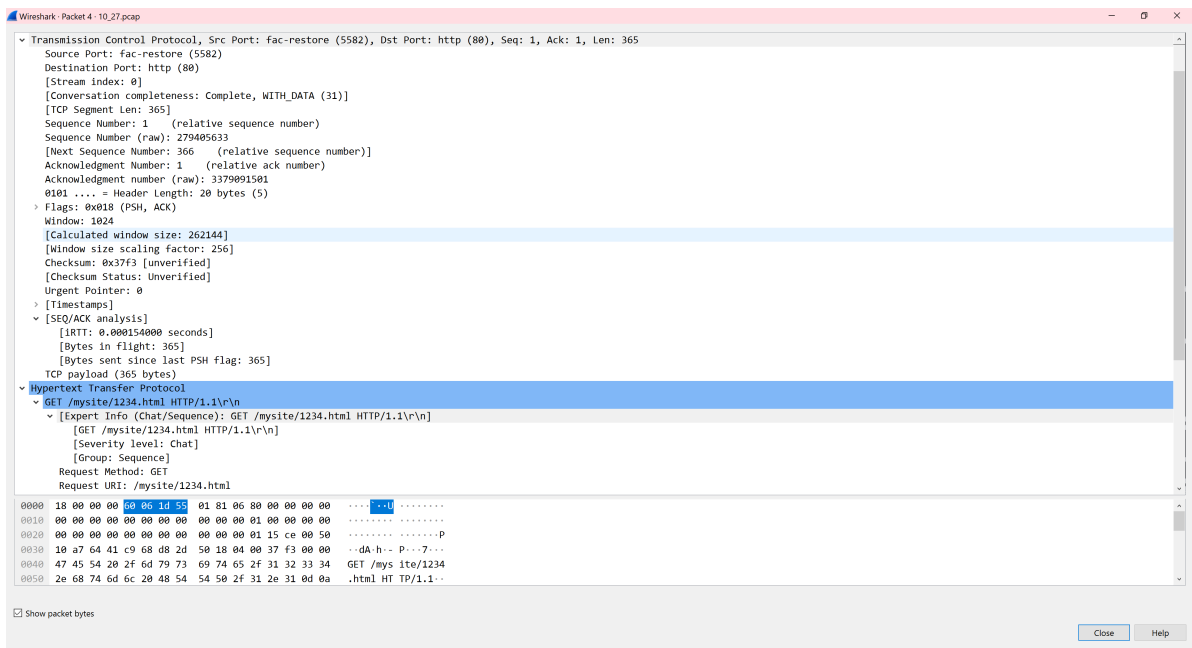 Wireshark · Packet 4 · 10_27.pcap
Transmission Control Protocol, Src Port: fac-restore (5582), Dst Port: http (80), Seq: 1, Ack: 1, Len: 365
Source Port: fac-restore (5582)
Destination Port: http (80)
[Stream index: 0]
[Conversation completeness: Complete, WITH_DATA (31)]
[TCP Segment Len: 365]
Sequence Number: 1    (relative sequence number)
Sequence Number (raw): 279405633
[Next Sequence Number: 366    (relative sequence number)]
Acknowledgment Number: 1    (relative ack number)
Acknowledgment number (raw): 3379091501
0101 .... = Header Length: 20 bytes (5)
Flags: 0x018 (PSH, ACK)
Window: 1024
[Calculated window size: 262144]
[Window size scaling factor: 256]
Checksum: 0x37f3 [unverified]
[Checksum Status: Unverified]
Urgent Pointer: 0
[Timestamps]
[SEQ/ACK analysis]
[iRTT: 0.000154000 seconds]
[Bytes in flight: 365]
[Bytes sent since last PSH flag: 365]
TCP payload (365 bytes)
Hypertext Transfer Protocol
GET /mysite/1234.html HTTP/1.1\r\n
[Expert Info (Chat/Sequence): GET /mysite/1234.html HTTP/1.1\r\n]
[GET /mysite/1234.html HTTP/1.1\r\n]
[Severity level: Chat]
[Group: Sequence]
Request Method: GET
Request URI: /mysite/1234.html
0000  18 00 00 00 60 06 1d 55  01 81 06 80 00 00 00 00  ····`··U ········
0010  00 00 00 00 00 00 00 00  00 00 00 01 00 00 00 00  ········ ········
0020  00 00 00 00 00 00 00 00  00 00 00 01 15 ce 00 50  ········ ·······P
0030  10 a7 64 41 c9 68 d8 2d  50 18 04 00 37 f3 00 00  ··dA·h·- P···7···
0040  47 45 54 20 2f 6d 79 73  69 74 65 2f 31 32 33 34  GET /mys ite/1234
0050  2e 68 74 6d 6c 20 48 54  54 50 2f 31 2e 31 0d 0a  .html HT TP/1.1··
Show packet bytes
Close Help